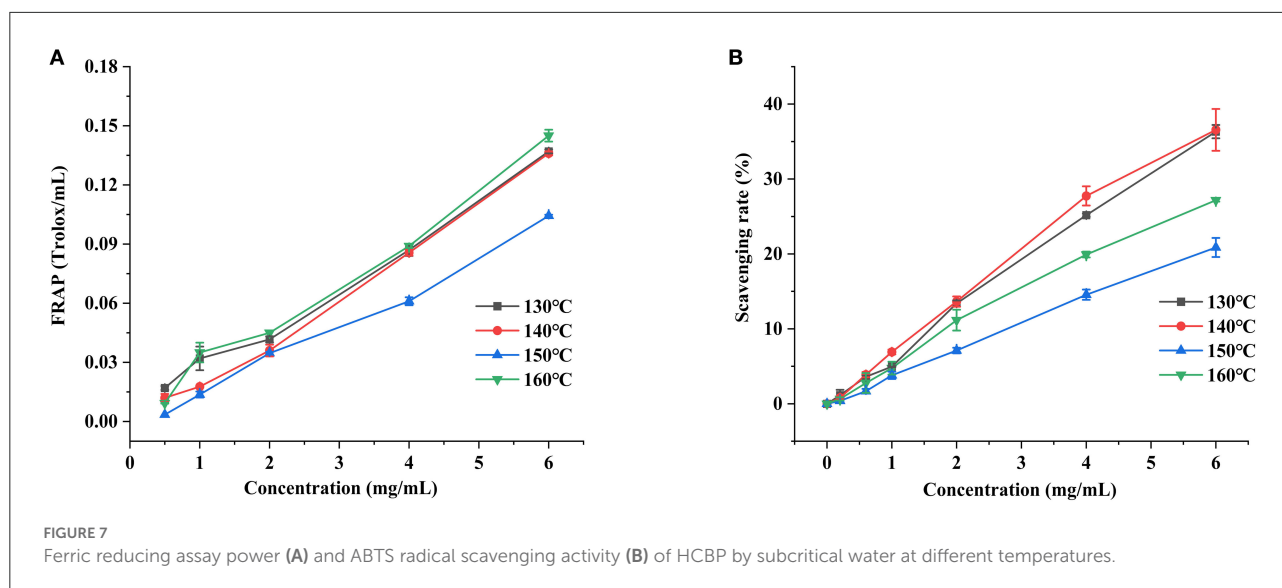 A
0.18
0.15
0.12
0.09
0.06
0.03
0.00
FRAP (Trolox/mL)
130°C
140°C
150°C
160°C
0 1 2 3 4 5 6
Concentration (mg/mL)
B
40
30
20
10
0
Scavenging rate (%)
130°C
140°C
150°C
160°C
0 1 2 3 4 5 6
Concentration (mg/mL)
FIGURE 7
Ferric reducing assay power (A) and ABTS radical scavenging activity (B) of HCBP by subcritical water at different temperatures.